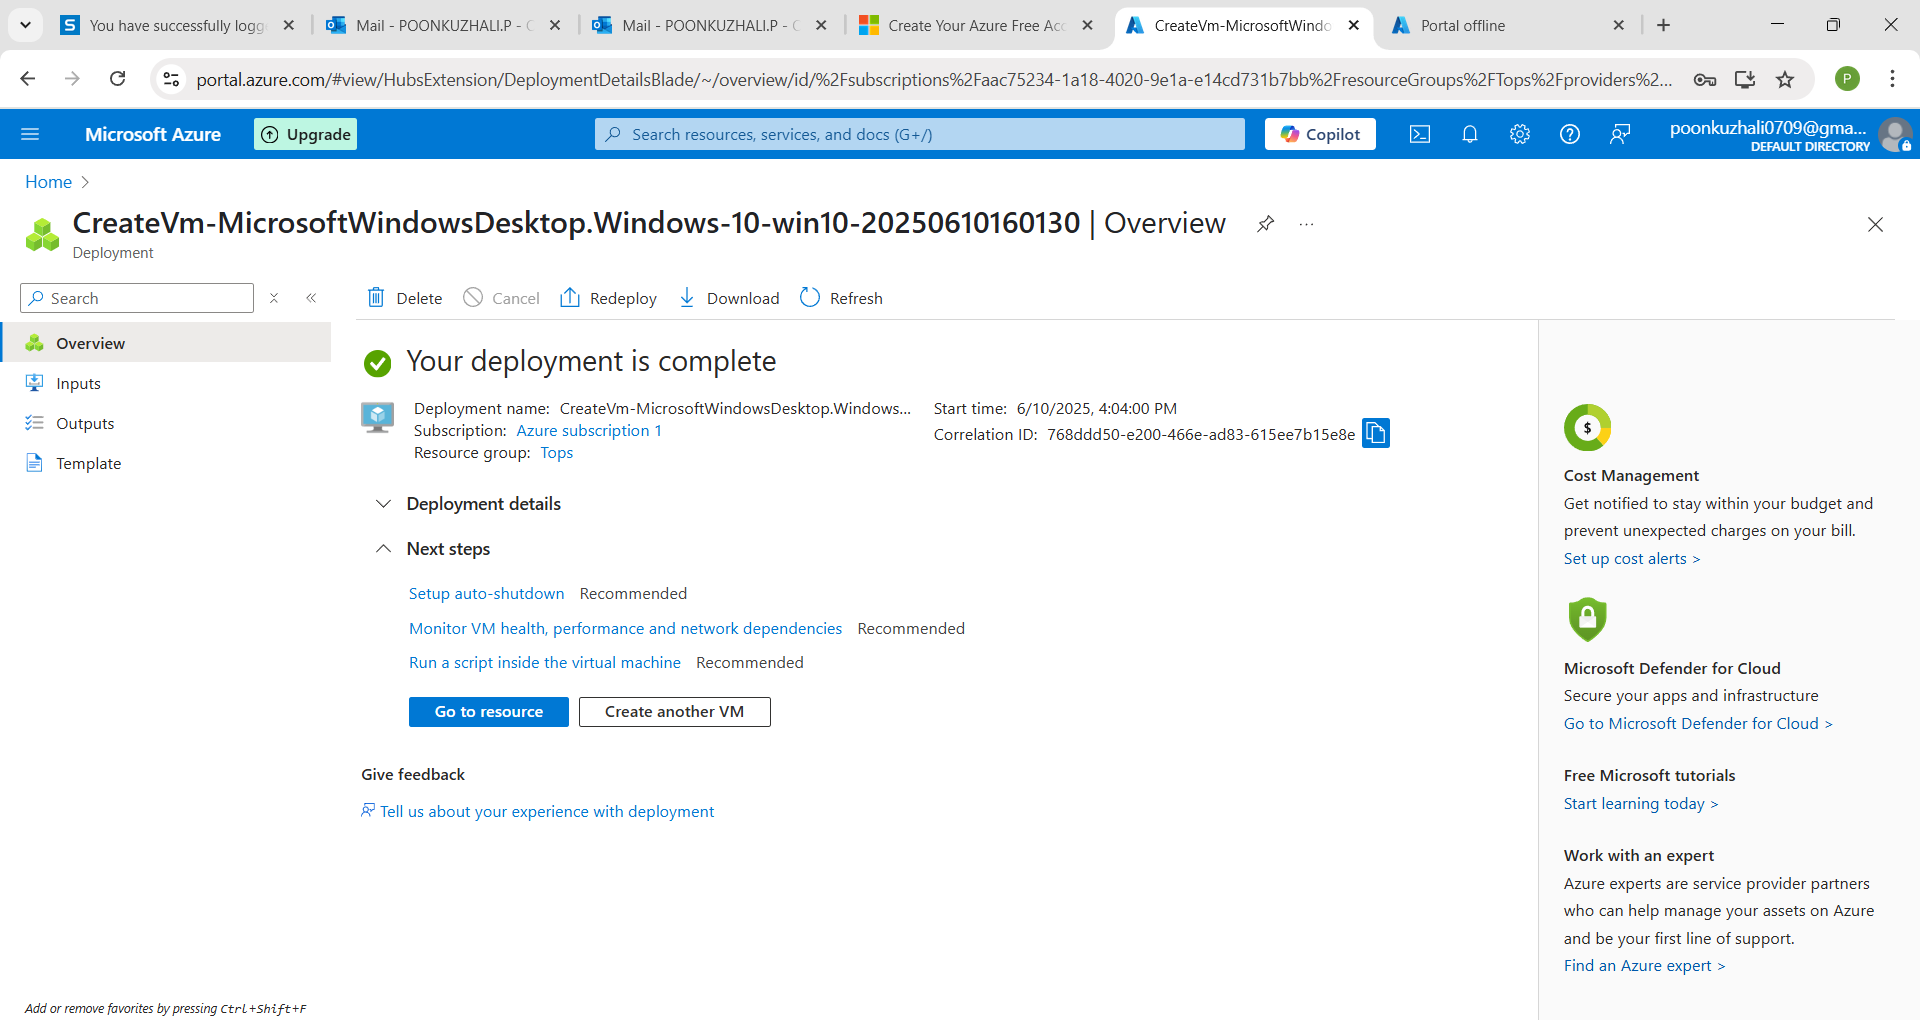 You have successfully logg
Mail - POONKUZHALI.P - O
Mail - POONKUZHALI.P - O
Create Your Azure Free Acc
CreateVm-MicrosoftWindo
Portal offline
portal.azure.com/#view/HubsExtension/DeploymentDetailsBlade/~/overview/id/%2Fsubscriptions%2Faac75234-1a18-4020-9e1a-e14cd731b7bb%2FresourceGroups%2FTops%2Fproviders%2...
P
Microsoft Azure
Upgrade
Search resources, services, and docs (G+/)
Copilot
poonkuzhali0709@gma...
DEFAULT DIRECTORY
Home
CreateVm-MicrosoftWindowsDesktop.Windows-10-win10-20250610160130 | Overview
Deployment
Search
Delete
Cancel
Redeploy
Download
Refresh
Overview
Inputs
Outputs
Template
Your deployment is complete
Deployment name: CreateVm-MicrosoftWindowsDesktop.Windows...
Subscription: Azure subscription 1
Resource group: Tops
Start time: 6/10/2025, 4:04:00 PM
Correlation ID: 768ddd50-e200-466e-ad83-615ee7b15e8e
Deployment details
Next steps
Setup auto-shutdown Recommended
Monitor VM health, performance and network dependencies Recommended
Run a script inside the virtual machine Recommended
Go to resource
Create another VM
Give feedback
Tell us about your experience with deployment
$
Cost Management
Get notified to stay within your budget and
prevent unexpected charges on your bill.
Set up cost alerts >
Microsoft Defender for Cloud
Secure your apps and infrastructure
Go to Microsoft Defender for Cloud >
Free Microsoft tutorials
Start learning today >
Work with an expert
Azure experts are service provider partners
who can help manage your assets on Azure
and be your first line of support.
Find an Azure expert >
Add or remove favorites by pressing Ctrl+Shift+F